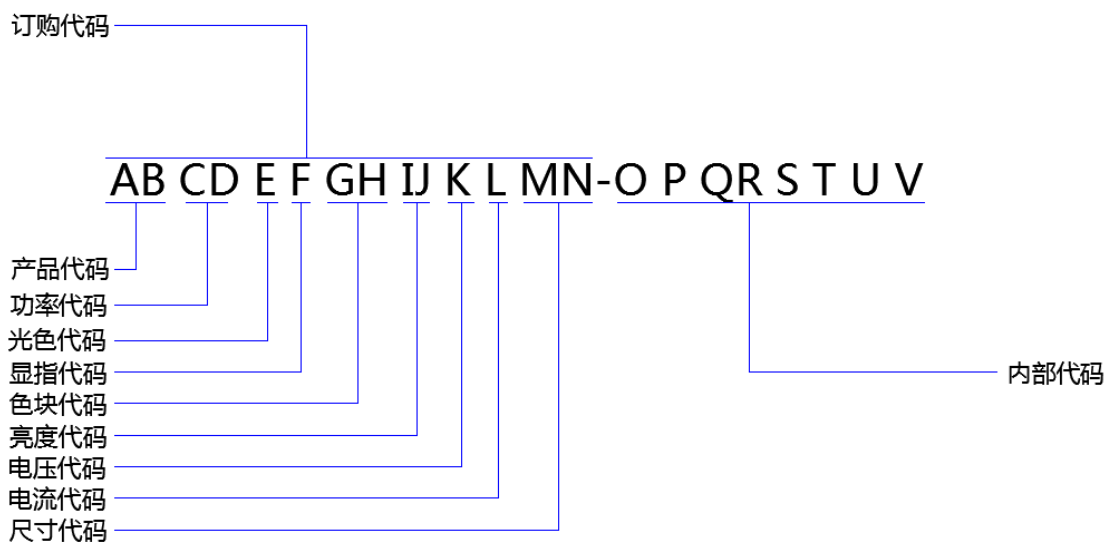 订购代码
AB CD E F GH IJ K L MN-O P QR S T U V
产品代码
功率代码
光色代码
显指代码
内部代码
色块代码
亮度代码
电压代码
电流代码
尺寸代码